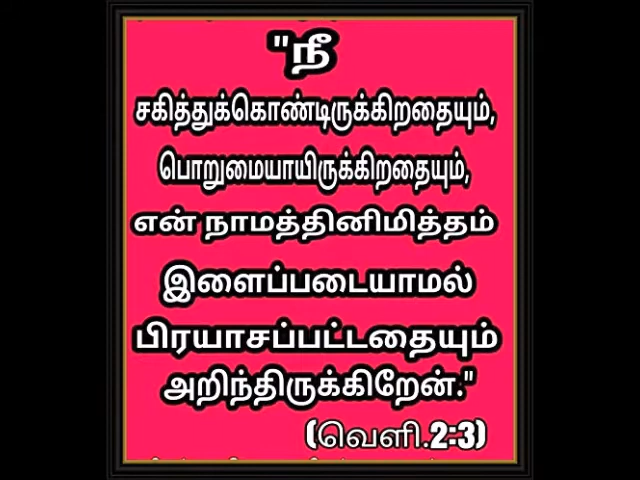 "நீ
சகித்துக்கொண்டிருக்கிறதையும்,
பொறுமையாயிருக்கிறதையும்,
என் நாமத்தினிமித்தம்
இளைப்படையாமல்
பிரயாசப்பட்டதையும்
அறிந்திருக்கிறேன்."
(வெளி.2:3)